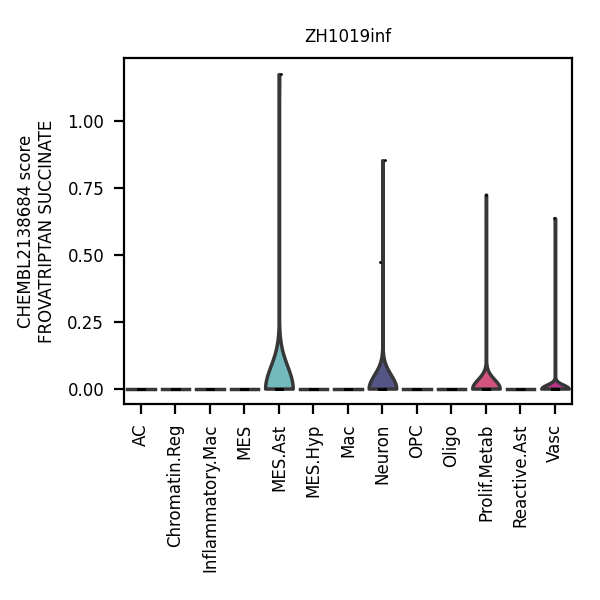 ZH1019inf
CHEMBL2138684 score
FROVATRIPTAN SUCCINATE
1.00
0.75
0.50
0.25
0.00
AC
Chromatin.Reg
Inflammatory.Mac
MES
MES.Ast
MES.Hyp
Mac
Neuron
OPC
Oligo
Prolif.Metab
Reactive.Ast
Vasc